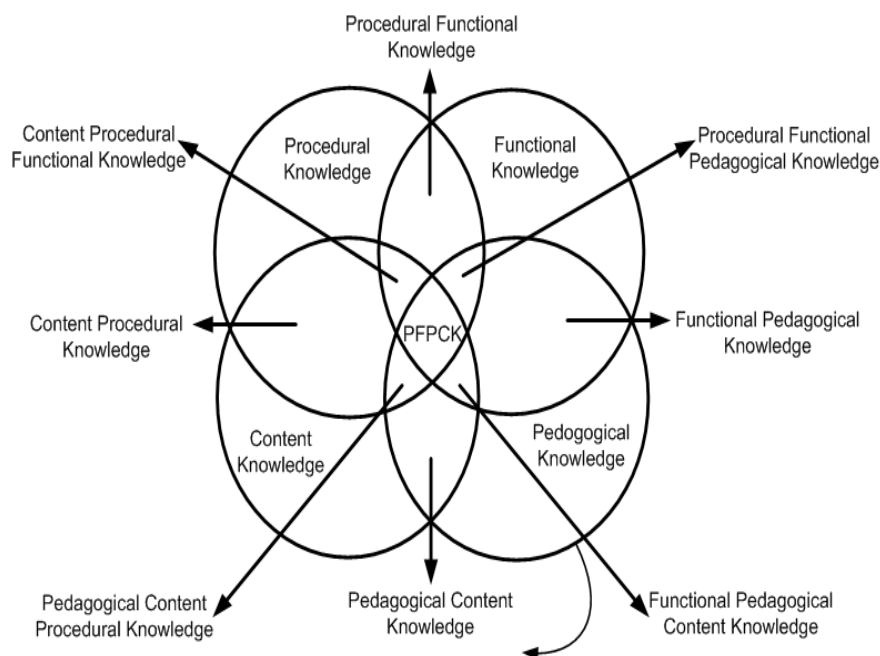 Procedural Functional
Knowledge
Content Procedural
Functional Knowledge
Procedural
Knowledge
Functional
Knowledge
Procedural Functional
Pedagogical Knowledge
Content Procedural
Knowledge
PFPCK
Functional Pedagogical
Knowledge
Content
Knowledge
Pedogogical
Knowledge
Pedagogical Content
Procedural Knowledge
Pedagogical Content
Knowledge
Functional Pedagogical
Content Knowledge